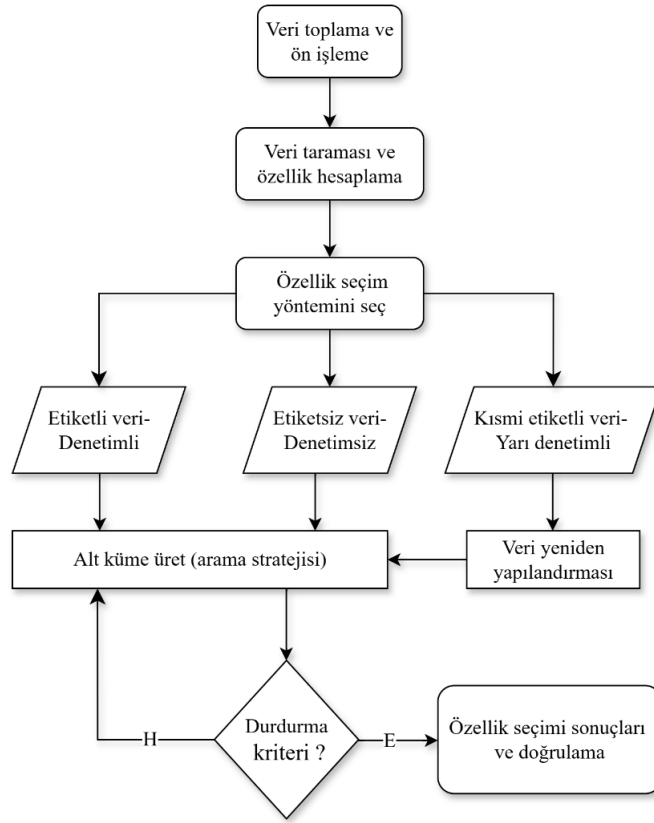 Veri toplama ve
ön işleme
Veri taraması ve
özellik hesaplama
Özellik seçim
yöntemini seç
Etiketli veri-
Denetimli
Etiketsiz veri-
Denetimsiz
Kısmi etiketli veri-
Yarı denetimli
Alt küme üret (arama stratejisi)
Veri yeniden
yapılandırması
Durdurma
kriteri ?
H
E
Özellik seçimi sonuçları
ve doğrulama